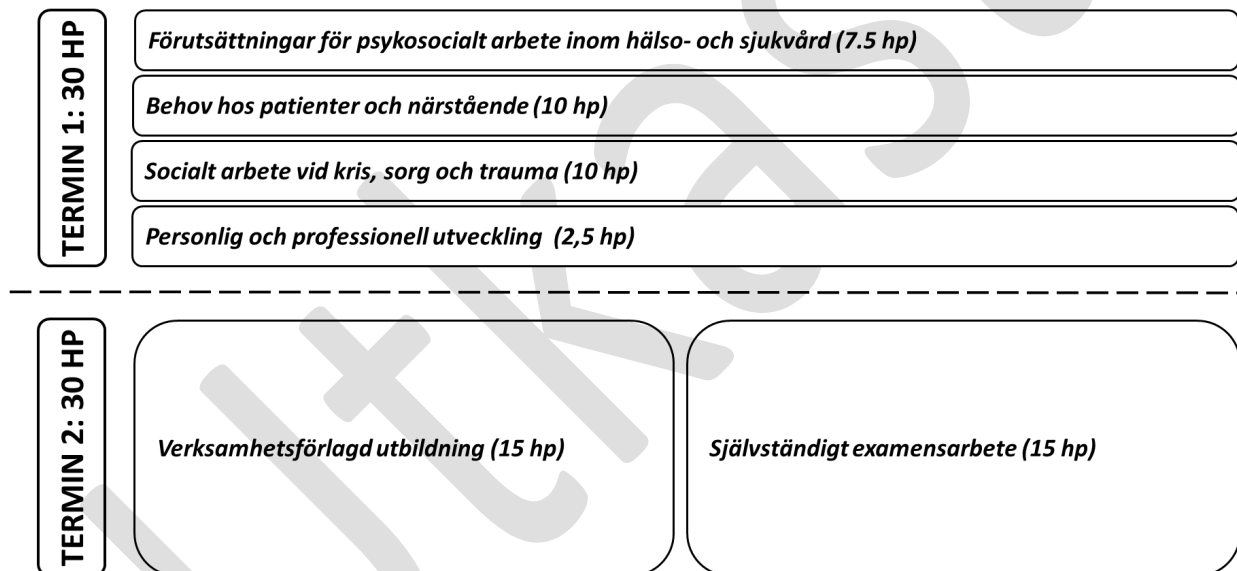 TERMIN 1: 30 HP
Förutsättningar för psykosocialt arbete inom hälso- och sjukvård (7.5 hp)
Behov hos patienter och närstående (10 hp)
Socialt arbete vid kris, sorg och trauma (10 hp)
Personlig och professionell utveckling (2,5 hp)
TERMIN 2: 30 HP
Verksamhetsförlagd utbildning (15 hp)
Självständigt examensarbete (15 hp)